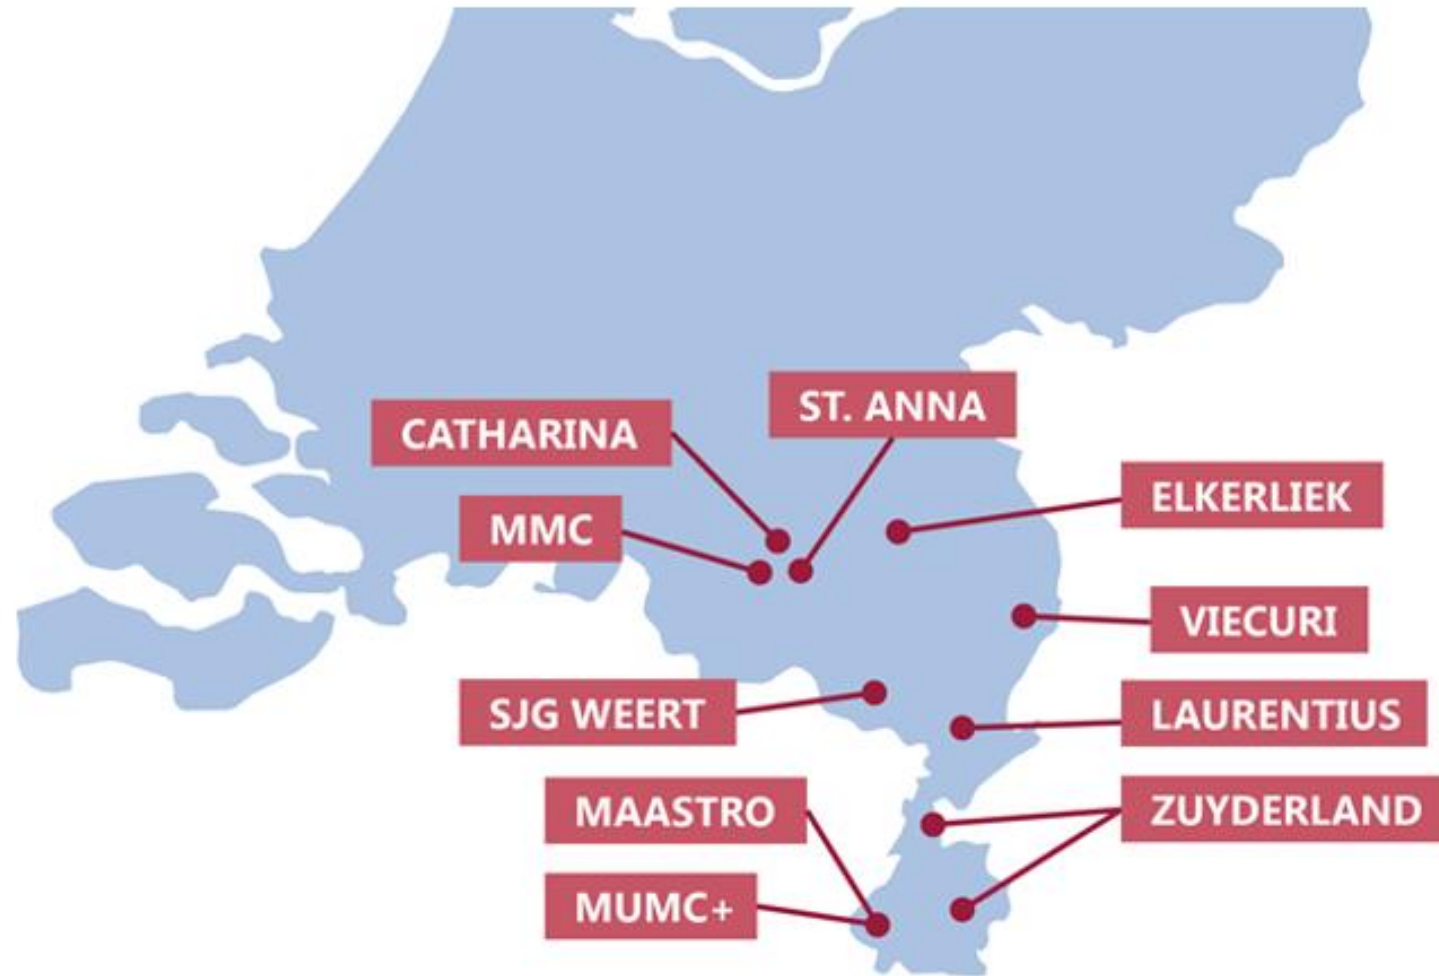 ST. ANNA
CATHARINA
ELKERLIEK
MMC
VIECURI
SJG WEERT
LAURENTIUS
MAASTRO
ZUYDERLAND
MUMC+